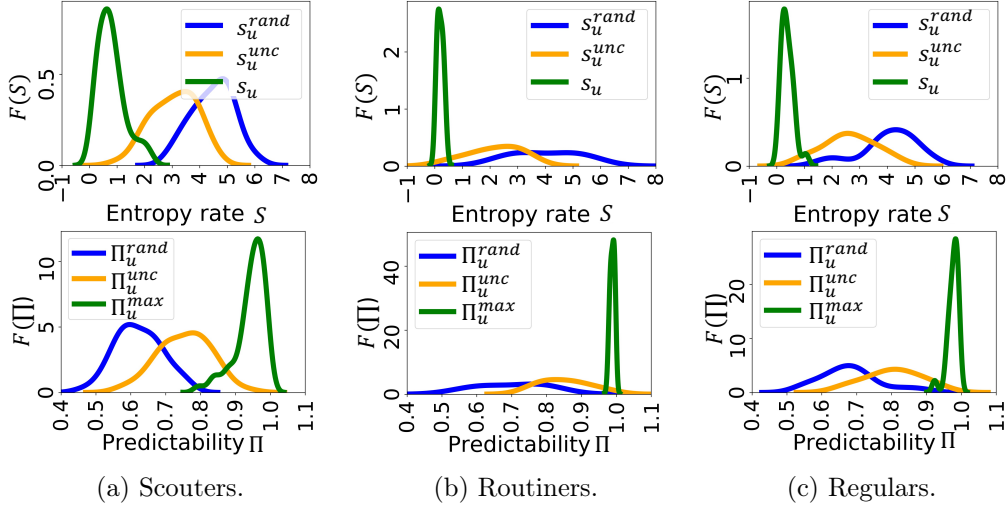 F(S)
0.0
0.5
s_u^rand
s_u^unc
s_u
−1 0 1 2 3 4 5 6 7 8
Entropy rate S
F(S)
0
1
2
s_u^rand
s_u^unc
s_u
−1 0 1 2 3 4 5 6 7 8
Entropy rate S
F(S)
0
1
s_u^rand
s_u^unc
s_u
−1 0 1 2 3 4 5 6 7 8
Entropy rate S
F(∏)
0
5
10
Π_u^rand
Π_u^unc
Π_u^max
0.4 0.5 0.6 0.7 0.8 0.9 1.0 1.1
Predictability Π
F(∏)
0
20
40
Π_u^rand
Π_u^unc
Π_u^max
0.4 0.5 0.6 0.7 0.8 0.9 1.0 1.1
Predictability Π
F(∏)
0
10
20
Π_u^rand
Π_u^unc
Π_u^max
0.4 0.5 0.6 0.7 0.8 0.9 1.0 1.1
Predictability Π
(a) Scouters.
(b) Routiners.
(c) Regulars.